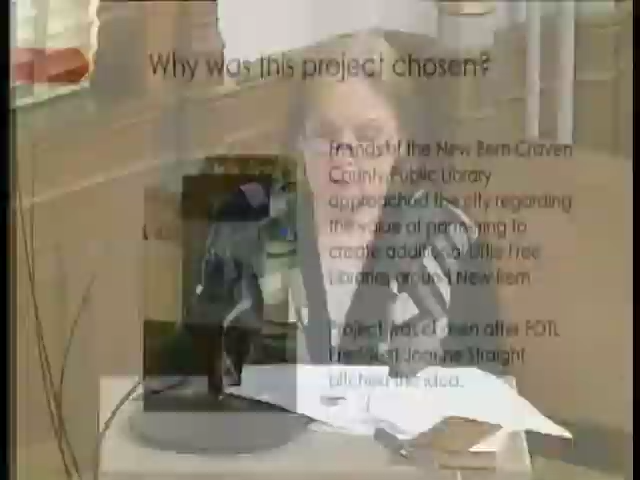 Why was this project chosen?
Friends of the New Bern-Craven
County Public Library
approached the city regarding
the value of partnering to
create additional Little Free
Libraries around New Bern
Project was chosen after FOTL
President Joanne Straight
pitched the idea.